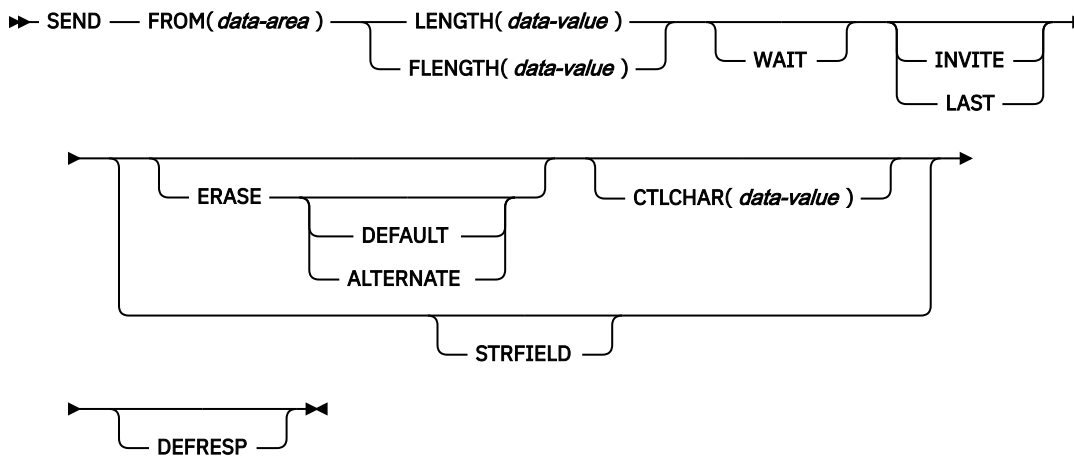 SEND FROM( data-area ) LENGTH( data-value )
FLENGTH( data-value ) WAIT INVITE
LAST
ERASE CTLCHAR( data-value )
DEFAULT
ALTERNATE
STRFIELD
DEFRESP